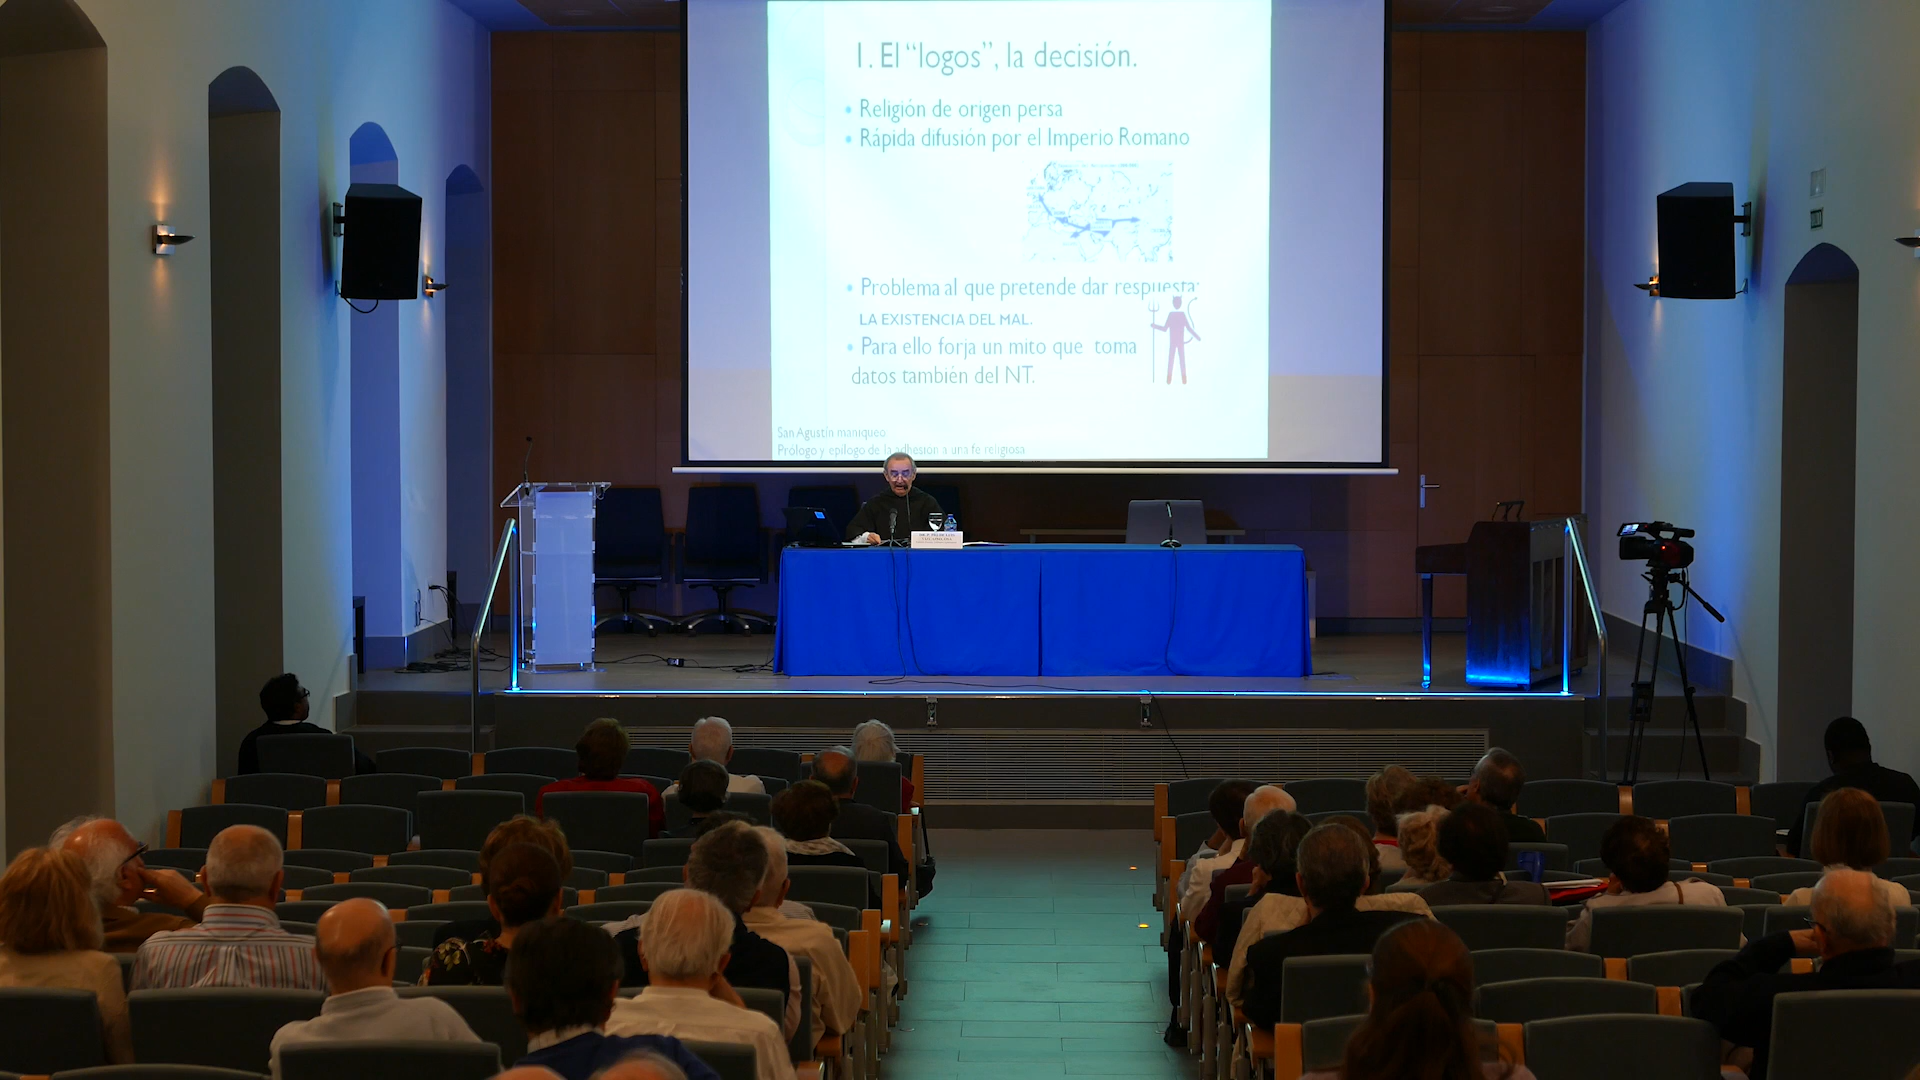 1. El “logos”, la decisión.
• Religión de origen persa
• Rápida difusión por el Imperio Romano
• Problema al que pretende dar respuesta:
LA EXISTENCIA DEL MAL.
• Para ello forja un mito que toma
datos también del NT.
San Agustín maniqueo
Prólogo y epílogo de la adhesión a una fe religiosa